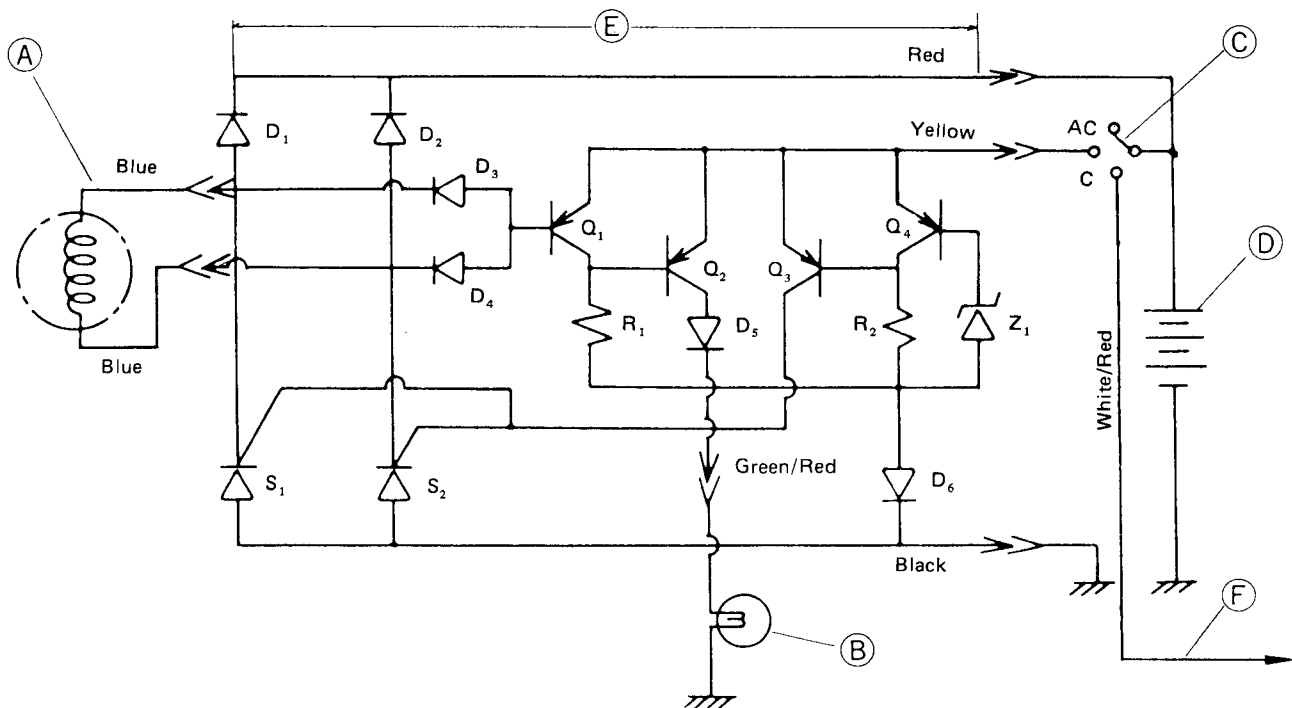 E
A
Red
C
D₁
D₂
Yellow
AC
Blue
D₃
C
Q₁
Q₄
Q₂
Q₃
D
D₄
R₁
D₅
R₂
Z₁
Blue
White/Red
Green/Red
S₁
S₂
D₆
Black
F
B